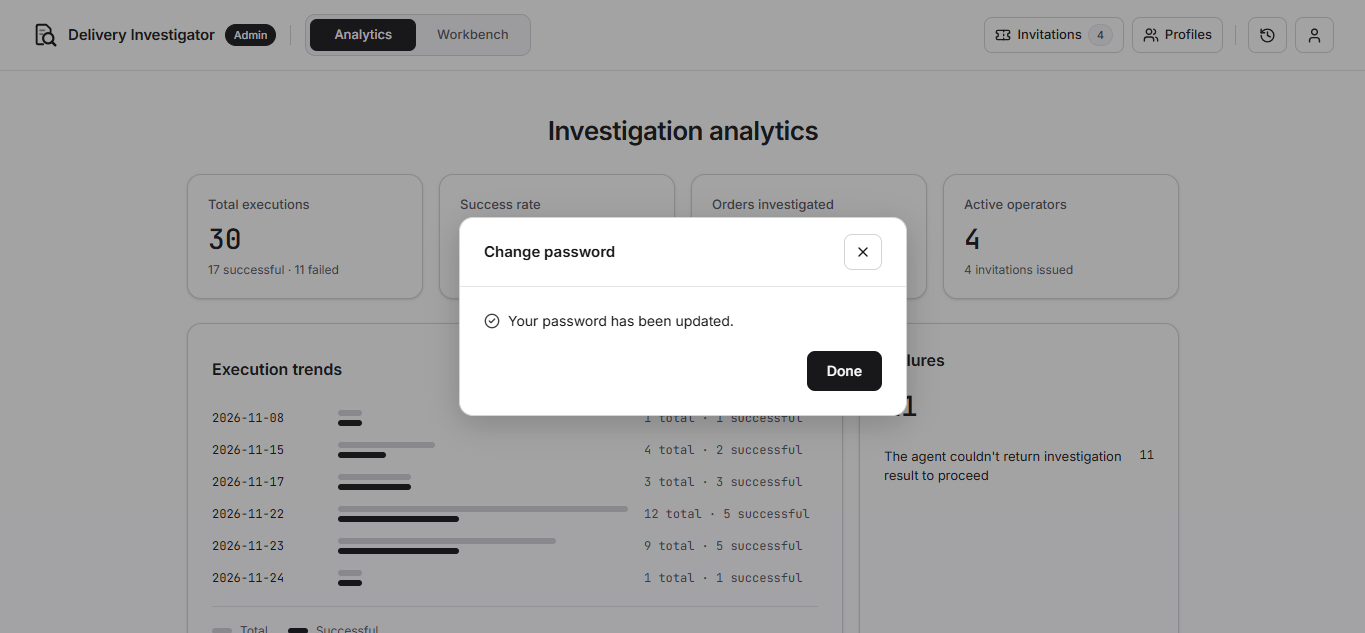 Delivery Investigator
Admin
Analytics
Workbench
Invitations 4
Profiles
Investigation analytics
Total executions
30
17 successful · 11 failed
Success rate
Orders investigated
Active operators
4
4 invitations issued
Change password
Your password has been updated.
Done
Execution trends
2026-11-08 1 total · 1 successful
2026-11-15 4 total · 2 successful
2026-11-17 3 total · 3 successful
2026-11-22 12 total · 5 successful
2026-11-23 9 total · 5 successful
2026-11-24 1 total · 1 successful
Total Successful
lures
1
The agent couldn't return investigation 11
result to proceed